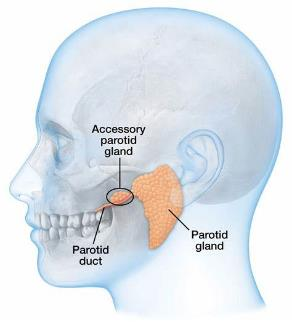 Accessory
parotid
gland
Parotid
gland
Parotid
duct